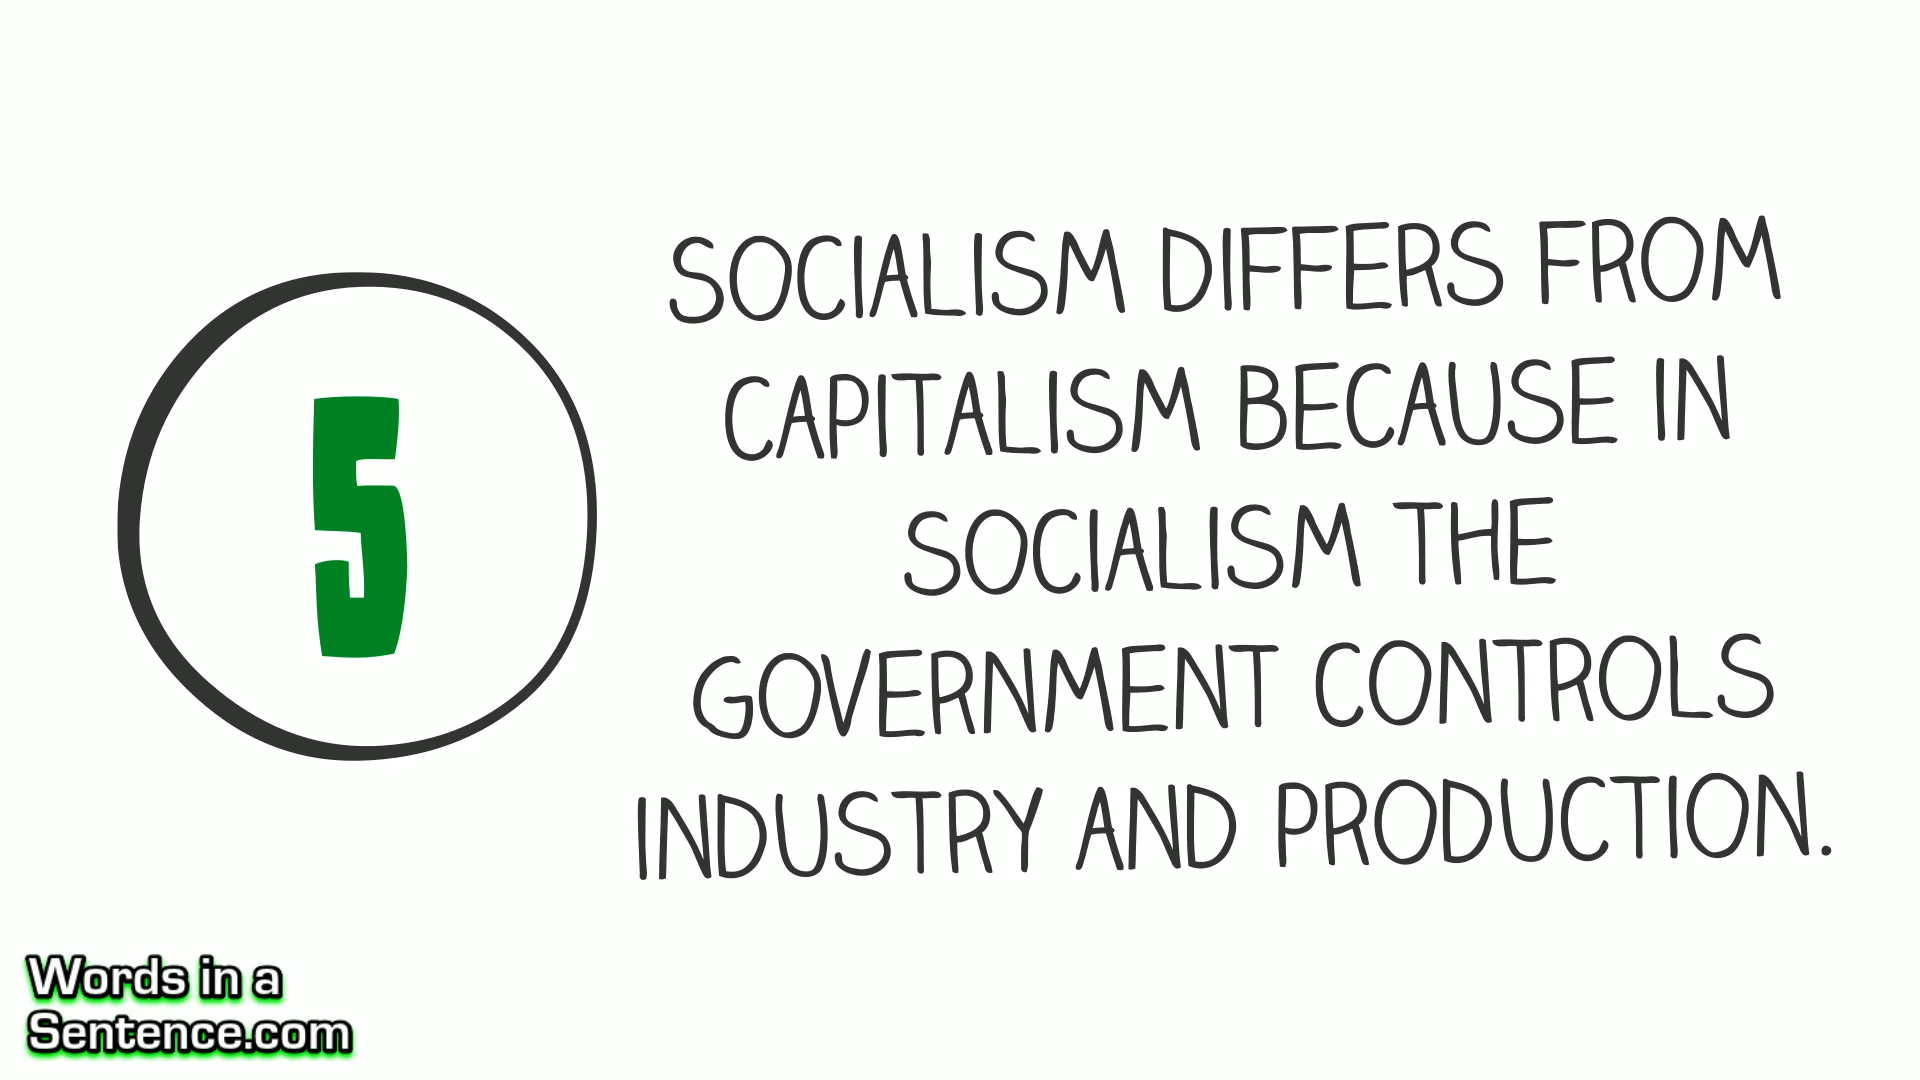 5
SOCIALISM DIFFERS FROM
CAPITALISM BECAUSE IN
SOCIALISM THE
GOVERNMENT CONTROLS
INDUSTRY AND PRODUCTION.
Words in a
Sentence.com